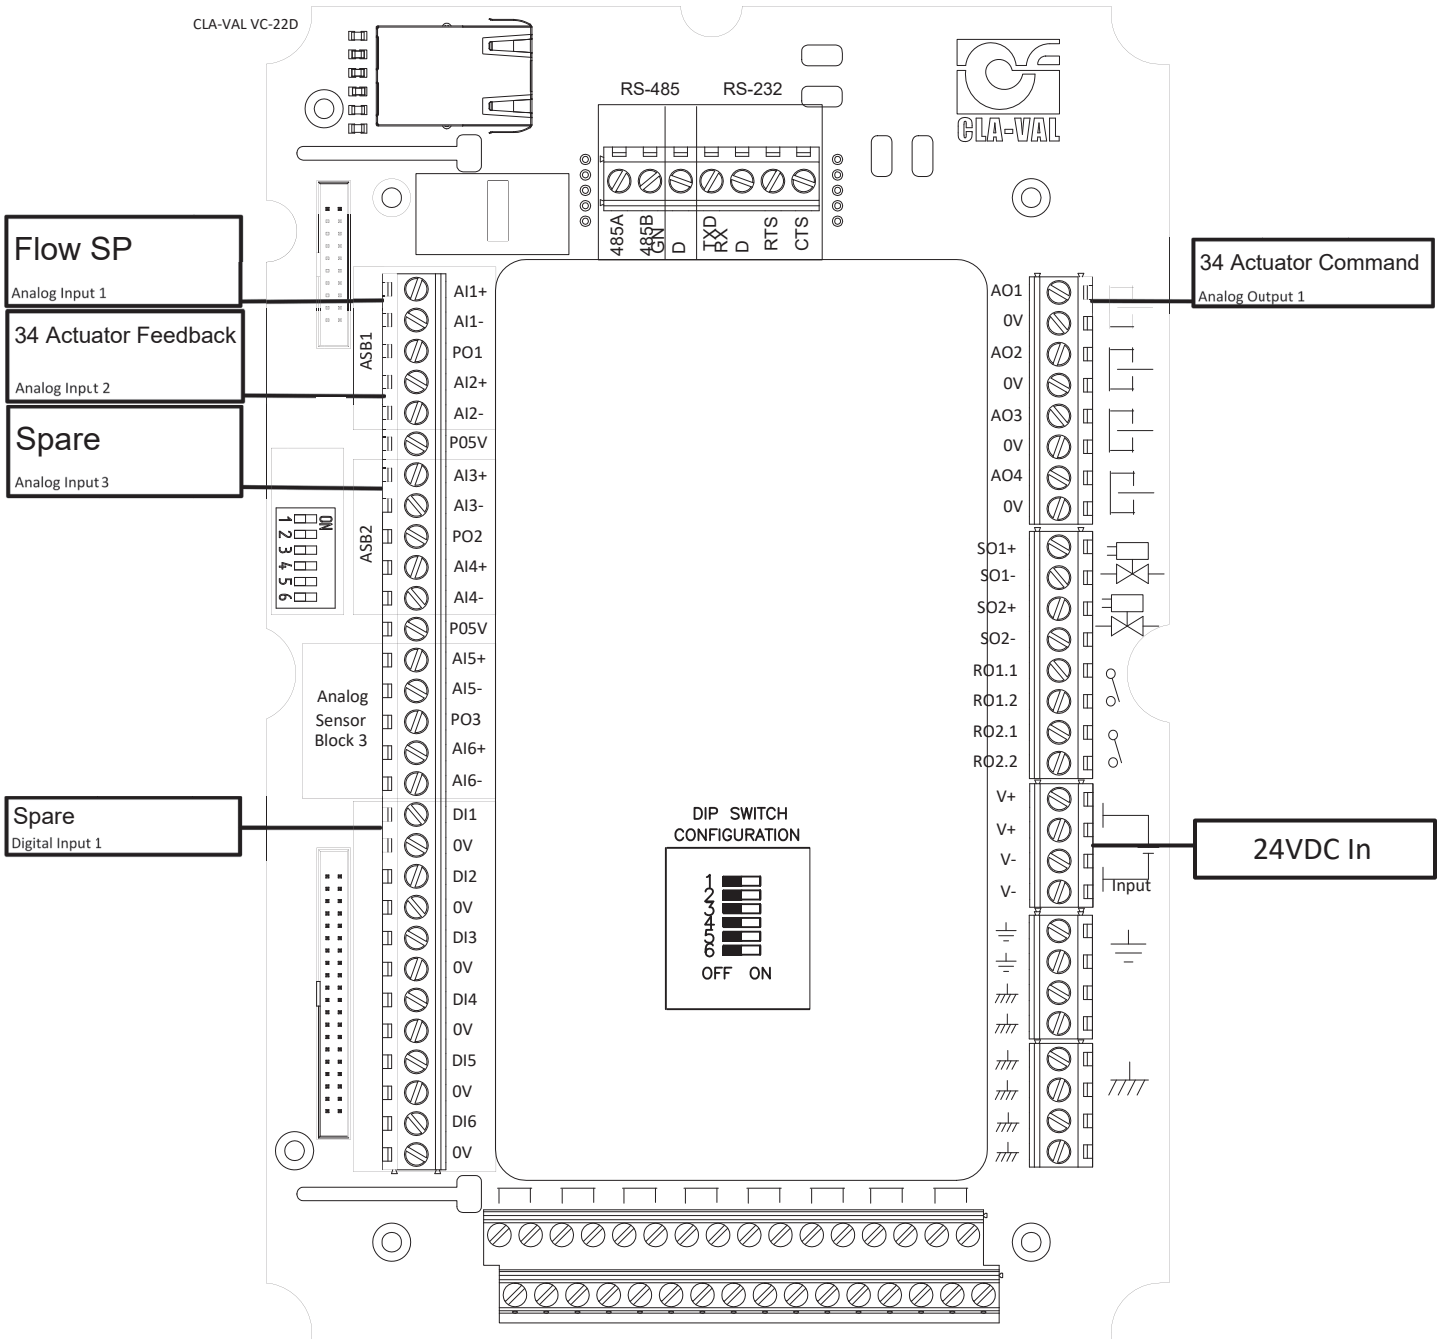 CLA-VAL VC-22D
RS-485
RS-232
CLA-VAL
485A
485B
GN
D
TXD
RX
D
RTS
CTS
Flow SP
Analog Input 1
34 Actuator Feedback
Analog Input 2
Spare
Analog Input 3
ASB1
AI1+
AI1-
PO1
AI2+
AI2-
P05V
ASB2
AI3+
AI3-
PO2
AI4+
AI4-
P05V
ON
1
2
3
4
5
6
Analog
Sensor
Block 3
AI5+
AI5-
PO3
AI6+
AI6-
Spare
Digital Input 1
DI1
0V
DI2
0V
DI3
0V
DI4
0V
DI5
0V
DI6
0V
DIP SWITCH
CONFIGURATION
1
2
3
4
5
6
OFF ON
34 Actuator Command
Analog Output 1
AO1
0V
AO2
0V
AO3
0V
AO4
0V
SO1+
SO1-
SO2+
SO2-
RO1.1
RO1.2
RO2.1
RO2.2
V+
V+
V-
V-
Input
24VDC In